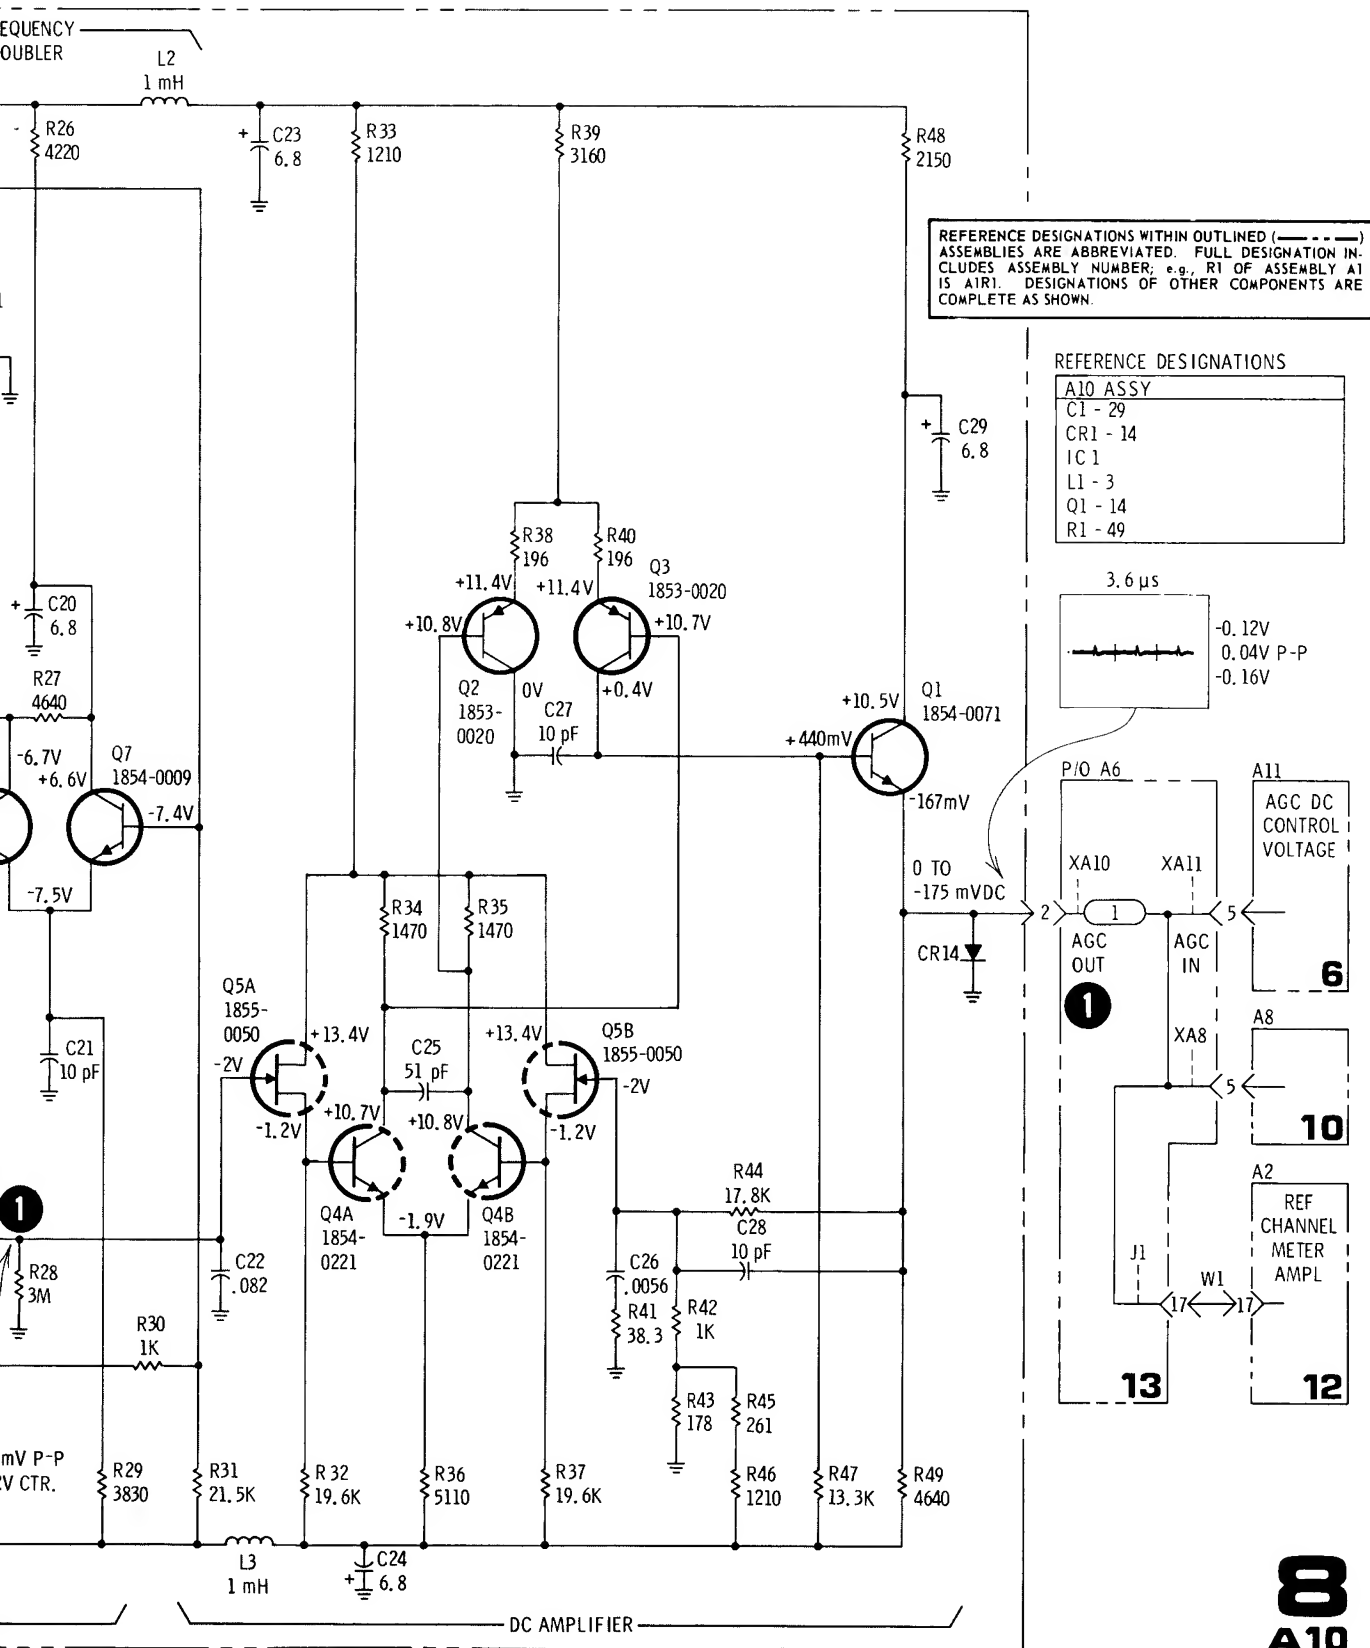 EQUENCY
OUBLER
L2
1 mH
R26
4220
C23
6.8
R33
1210
R39
3160
R48
2150
REFERENCE DESIGNATIONS WITHIN OUTLINED (
)
ASSEMBLIES ARE ABBREVIATED. FULL DESIGNATION IN-
CLUDES ASSEMBLY NUMBER; e.g., R1 OF ASSEMBLY A1
IS A1R1. DESIGNATIONS OF OTHER COMPONENTS ARE
COMPLETE AS SHOWN.
REFERENCE DESIGNATIONS
A10 ASSY
C1 - 29
CR1 - 14
IC 1
L1 - 3
Q1 - 14
R1 - 49
+
C29
6.8
R38
196
R40
196
Q3
1853-0020
+11.4V
+11.4V
+10.8V
+10.7V
Q2
1853-
0020
0V
+0.4V
C27
10 pF
+
C20
6.8
R27
4640
-6.7V
+6.6V
Q7
1854-0009
-7.4V
-7.5V
3.6 µs
-0.12V
0.04V P-P
-0.16V
+10.5V
Q1
1854-0071
+440mV
-167mV
0 TO
-175 mVDC
CR14
P/O A6
XA10
XA11
2
1
5
AGC
OUT
AGC
IN
1
A11
AGC DC
CONTROL
VOLTAGE
6
A8
XA8
5
10
A2
REF
CHANNEL
METER
AMPL
J1
W1
17
17
13
12
R34
1470
R35
1470
Q5A
1855-
0050
-2V
+13.4V
-1.2V
C25
51 pF
+13.4V
Q5B
1855-0050
-2V
-1.2V
+10.7V
+10.8V
Q4A
1854-
0221
-1.9V
Q4B
1854-
0221
C21
10 pF
1
R28
3M
C22
.082
R30
1K
R44
17.8K
C28
10 pF
C26
.0056
R41
38.3
R42
1K
R43
178
R45
261
mV P-P
V CTR.
R29
3830
R31
21.5K
R32
19.6K
R36
5110
R37
19.6K
R46
1210
R47
13.3K
R49
4640
L3
1 mH
C24
+ 6.8
DC AMPLIFIER
8
A10